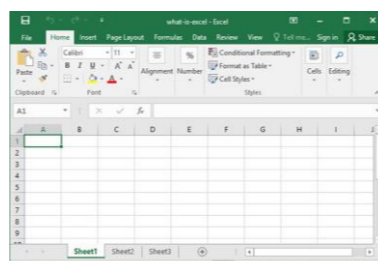 what-is-excel - Excel
File Home Insert Page Layout Formulas Data Review View Tell me... Sign in Share
Calibri 11
Conditional Formatting
Format as Table
Cell Styles
Paste B I U A A A Alignment Number % Cells Editing
Clipboard Font Styles
A1 fx
A B C D E F G H I J
1
2
3
4
5
6
7
8
9
Sheet1 Sheet2 Sheet3